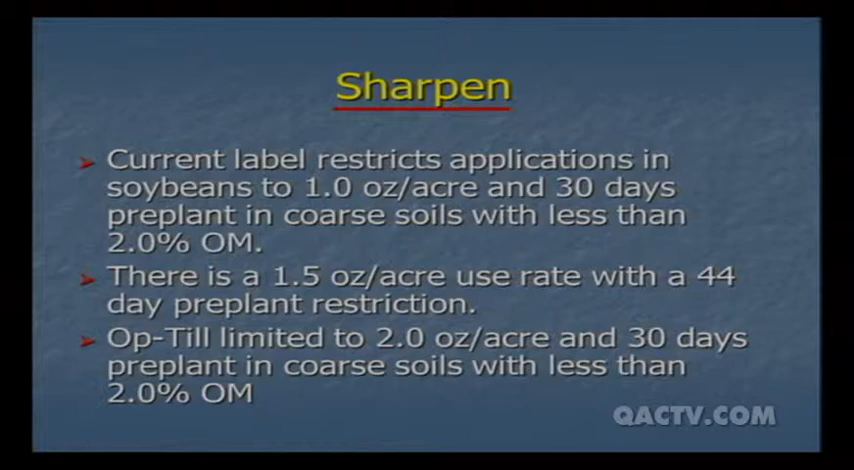 Sharpen
Current label restricts applications in
soybeans to 1.0 oz/acre and 30 days
preplant in coarse soils with less than
2.0% OM.
There is a 1.5 oz/acre use rate with a 44
day preplant restriction.
Op-Till limited to 2.0 oz/acre and 30 days
preplant in coarse soils with less than
2.0% OM
QACTV.COM